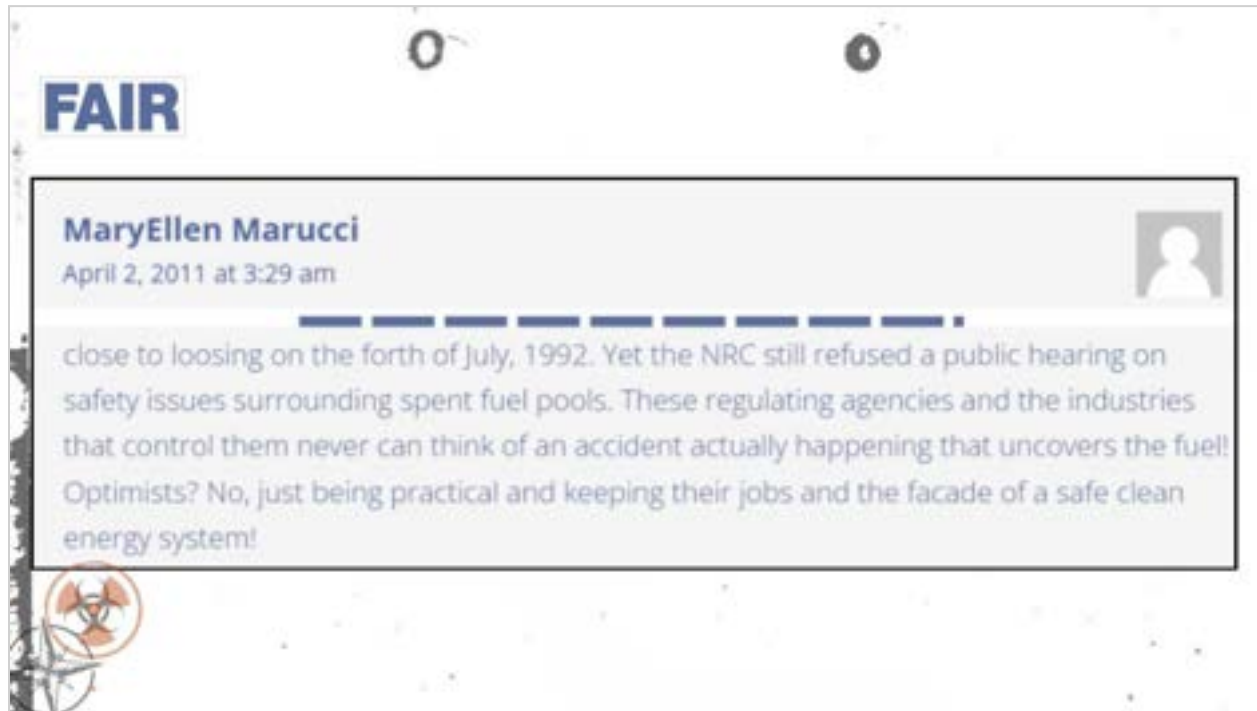 FAIR
MaryEllen Marucci
April 2, 2011 at 3:29 am
close to loosing on the forth of July, 1992. Yet the NRC still refused a public hearing on
safety issues surrounding spent fuel pools. These regulating agencies and the industries
that control them never can think of an accident actually happening that uncovers the fuel!
Optimists? No, just being practical and keeping their jobs and the facade of a safe clean
energy system!